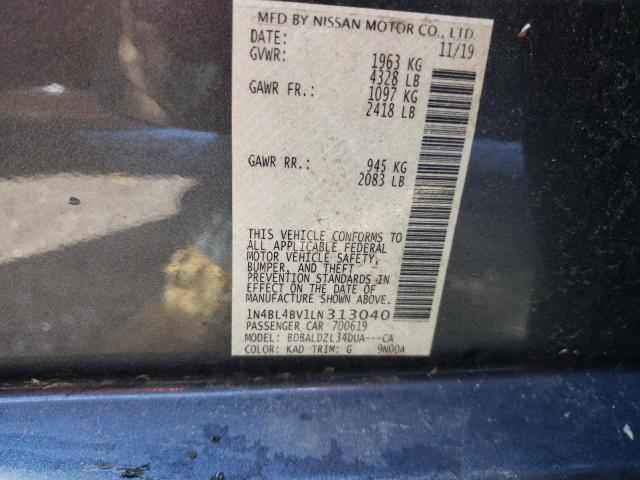 MFD BY NISSAN MOTOR CO., LTD.
DATE: 11/19
GVWR: 1963 KG
4328 LB
GAWR FR.: 1097 KG
2418 LB
GAWR RR.: 945 KG
2083 LB
THIS VEHICLE CONFORMS TO
ALL APPLICABLE FEDERAL
MOTOR VEHICLE SAFETY,
BUMPER, AND THEFT
PREVENTION STANDARDS IN
EFFECT ON THE DATE OF
MANUFACTURE SHOWN ABOVE.
1N4BL4BV1LN313040
PASSENGER CAR 700619
MODEL: BDBALDZL34DUA---CA
COLOR: KAD TRIM: G 9N00A